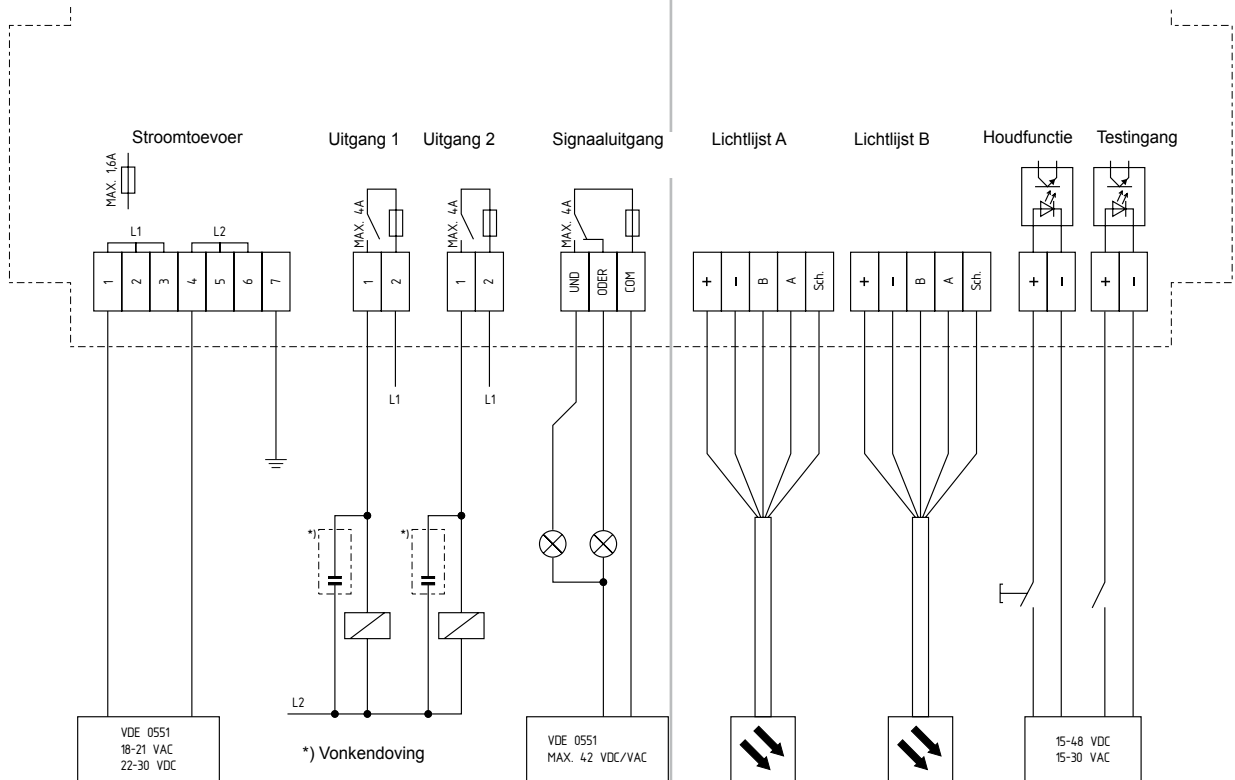 Stroomtoevoer
Uitgang 1
Uitgang 2
Signaaluitgang
Lichtlijst A
Lichtlijst B
Houdfunctie
Testingang
MAX. 1,6A
MAX. 4A
MAX. 4A
MAX. 4A
L1
L2
1
2
3
4
5
6
7
1
2
1
2
UND
ODER
COM
+
-
B
A
Sch.
+
-
B
A
Sch.
+
-
+
-
L1
L1
*)
*)
L2
*) Vonkendoving
VDE 0551
18-21 VAC
22-30 VDC
VDE 0551
MAX. 42 VDC/VAC
15-48 VDC
15-30 VAC